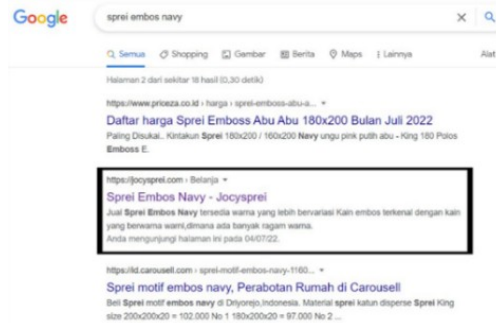 Google
sprei embos navy
Semua Shopping Gambar Berita Maps Lainnya Alat
Halaman 2 dari sekitar 18 hasil (0,30 detik)
https://www.priceza.co.id › harga › sprei-emboss-abu-a...
Daftar harga Sprei Emboss Abu Abu 180x200 Bulan Juli 2022
Paling Disukai.. Kintakun Sprei 180x200 / 160x200 Navy ungu pink putih abu - King 180 Polos
Emboss E.
https://jocysprei.com › Belanja
Sprei Embos Navy - Jocysprei
Jual Sprei Embos Navy tersedia warna yang lebih bervariasi Kain embos terkenal dengan kain
yang berwarna warni,dimana ada banyak ragam warna.
Anda mengunjungi halaman ini pada 04/07/22.
https://id.carousell.com › sprei-motif-embos-navy-1160...
Sprei motif embos navy, Perabotan Rumah di Carousell
Beli Sprei motif embos navy di Driyorejo,Indonesia. Material sprei katun disperse Sprei King
size 200x200x20 = 102.000 No 1 180x200x20 = 97.000 No 2 ...